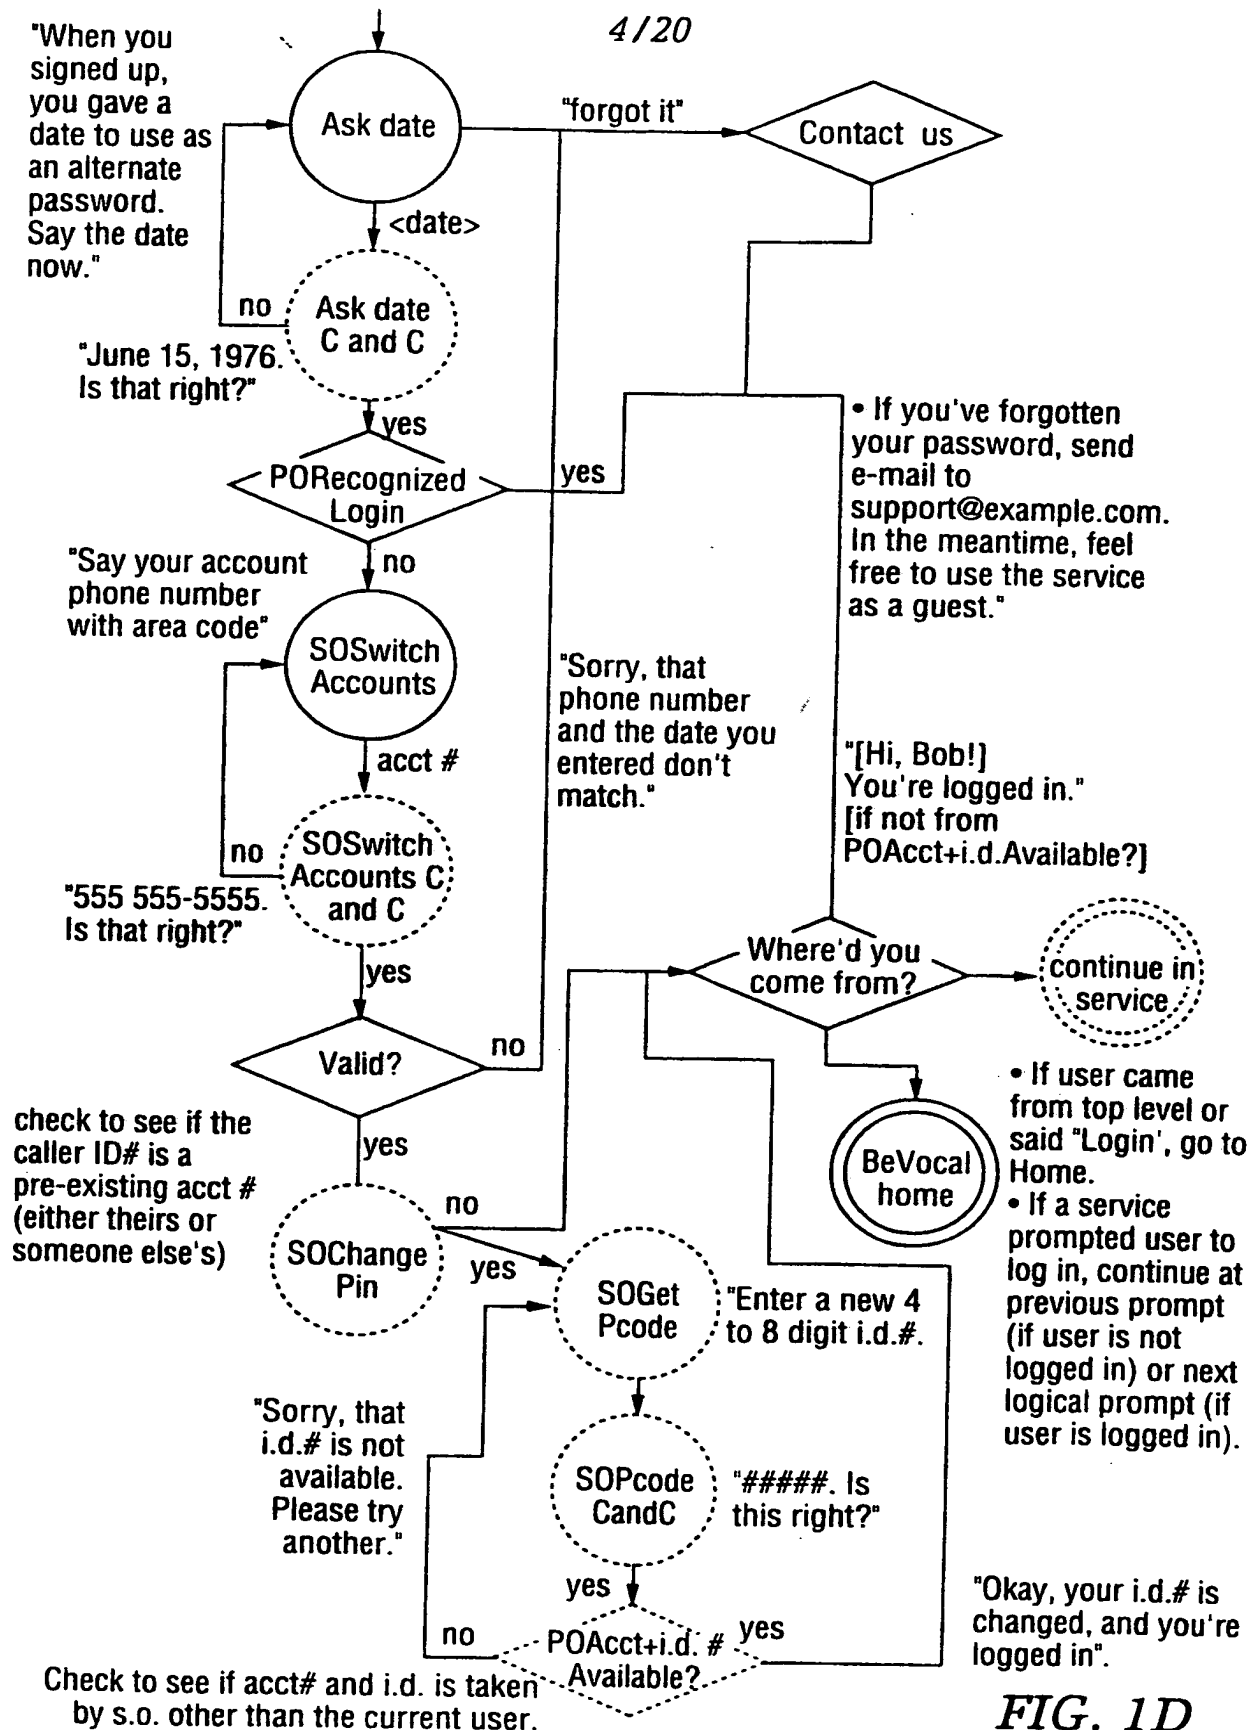 4/20
"When you
signed up,
you gave a
date to use as
an alternate
password.
Say the date
now."
Ask date
"forgot it"
Contact us
<date>
no
Ask date
C and C
"June 15, 1976.
Is that right?"
yes
PORecognized
Login
yes
• If you've forgotten
your password, send
e-mail to
support@example.com.
In the meantime, feel
free to use the service
as a guest."
no
"Say your account
phone number
with area code"
SOSwitch
Accounts
"Sorry, that
phone number
and the date you
entered don't
match."
acct #
"[Hi, Bob!]
You're logged in."
[if not from
POAcct+i.d.Available?]
no
SOSwitch
Accounts C
and C
"555 555-5555.
Is that right?"
yes
Where'd you
come from?
continue in
service
Valid?
no
yes
check to see if the
caller ID# is a
pre-existing acct #
(either theirs or
someone else's)
BeVocal
home
• If user came
from top level or
said "Login', go to
Home.
• If a service
prompted user to
log in, continue at
previous prompt
(if user is not
logged in) or next
logical prompt (if
user is logged in).
no
SOChange
Pin
yes
SOGet
Pcode
"Enter a new 4
to 8 digit i.d.#.
"Sorry, that
i.d.# is not
available.
Please try
another."
SOPcode
CandC
"#####. Is
this right?"
yes
no
POAcct+i.d. #
Available?
yes
"Okay, your i.d.# is
changed, and you're
logged in".
Check to see if acct# and i.d. is taken
by s.o. other than the current user.
FIG. 1D